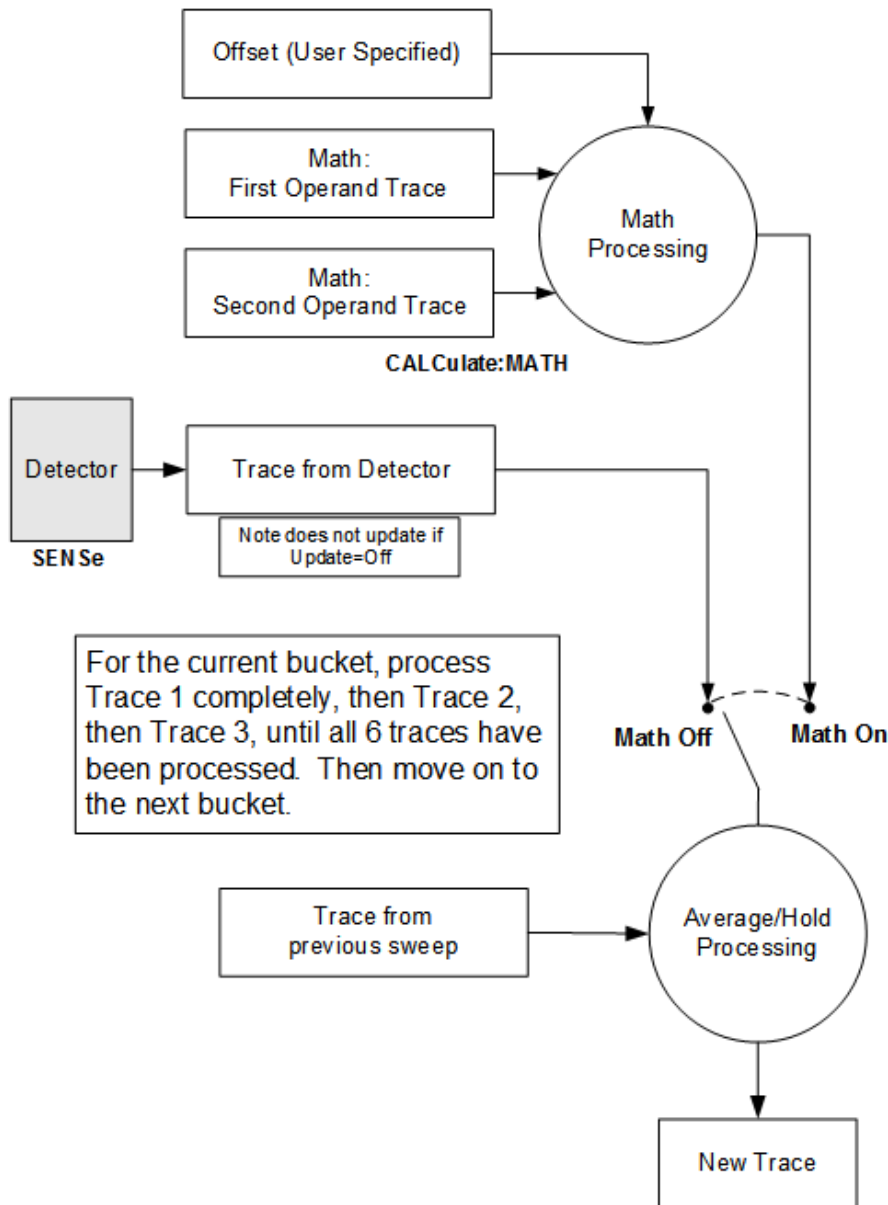 Offset (User Specified)
Math:
First Operand Trace
Math:
Second Operand Trace
Math
Processing
CALCulate:MATH
Detector
SENSe
Trace from Detector
Note does not update if
Update=Off
For the current bucket, process
Trace 1 completely, then Trace 2,
then Trace 3, until all 6 traces have
been processed.  Then move on to
the next bucket.
Math Off
Math On
Trace from
previous sweep
Average/Hold
Processing
New Trace